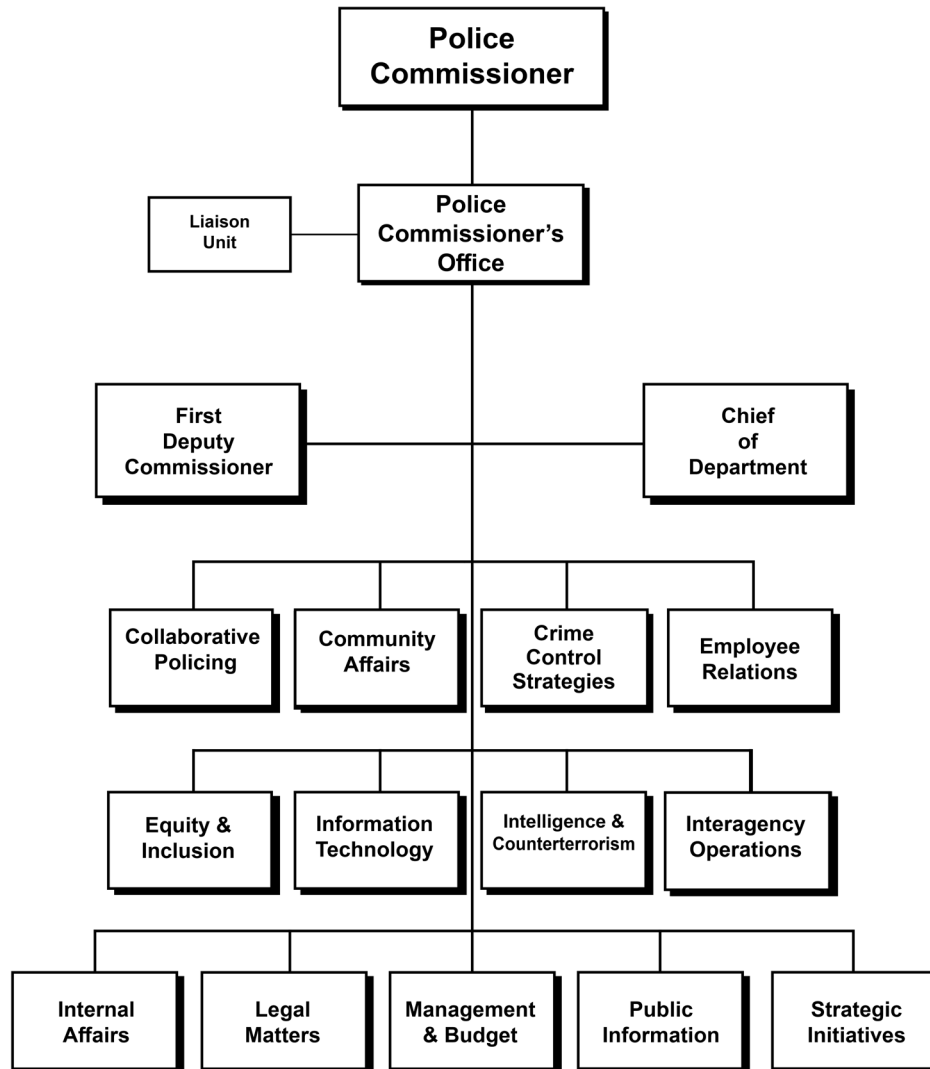 Police
Commissioner
Liaison
Unit
Police
Commissioner’s
Office
First
Deputy
Commissioner
Chief
of
Department
Collaborative
Policing
Community
Affairs
Crime
Control
Strategies
Employee
Relations
Equity &
Inclusion
Information
Technology
Intelligence &
Counterterrorism
Interagency
Operations
Internal
Affairs
Legal
Matters
Management
& Budget
Public
Information
Strategic
Initiatives